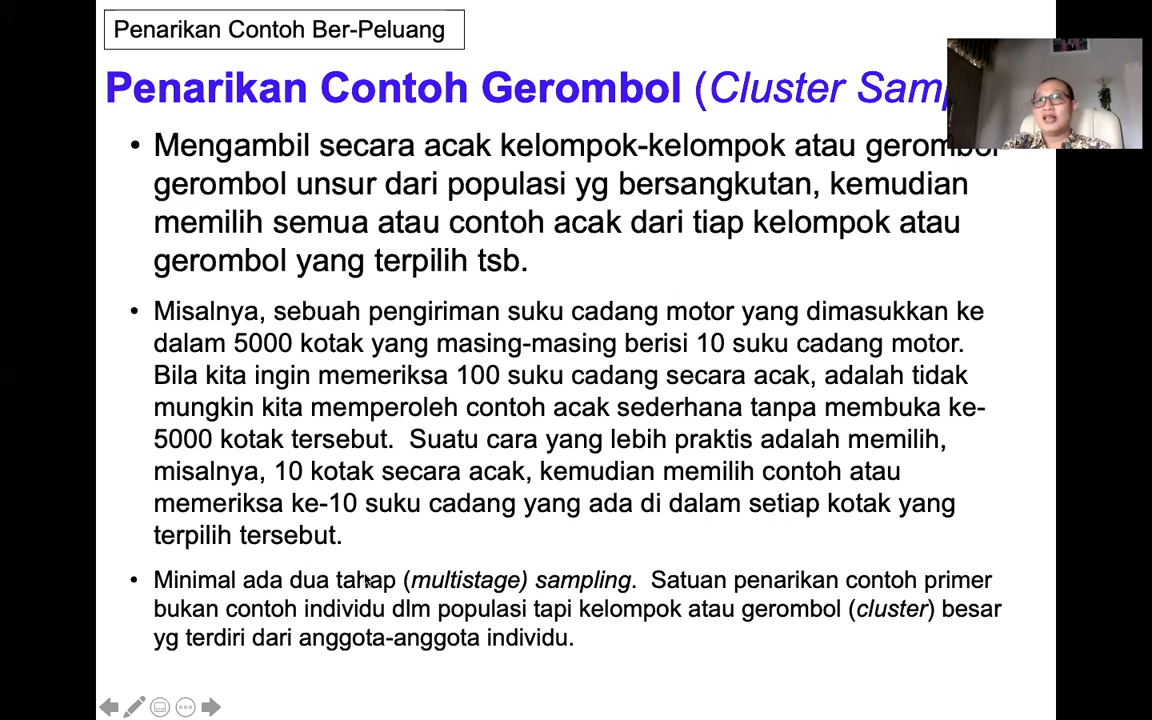 Penarikan Contoh Ber-Peluang
Penarikan Contoh Gerombol (Cluster
• Mengambil secara acak kelompok-kelompok atau
gerombol unsur dari populasi yg bersangkutan, kemudian
memilih semua atau contoh acak dari tiap kelompok atau
gerombol yang terpilih tsb.
• Misalnya, sebuah pengiriman suku cadang motor yang dimasukkan ke
dalam 5000 kotak yang masing-masing berisi 10 suku cadang motor.
Bila kita ingin memeriksa 100 suku cadang secara acak, adalah tidak
mungkin kita memperoleh contoh acak sederhana tanpa membuka ke-
5000 kotak tersebut. Suatu cara yang lebih praktis adalah memilih,
misalnya, 10 kotak secara acak, kemudian memilih contoh atau
memeriksa ke-10 suku cadang yang ada di dalam setiap kotak yang
terpilih tersebut.
• Minimal ada dua tahap (multistage) sampling. Satuan penarikan contoh primer
bukan contoh individu dlm populasi tapi kelompok atau gerombol (cluster) besar
yg terdiri dari anggota-anggota individu.